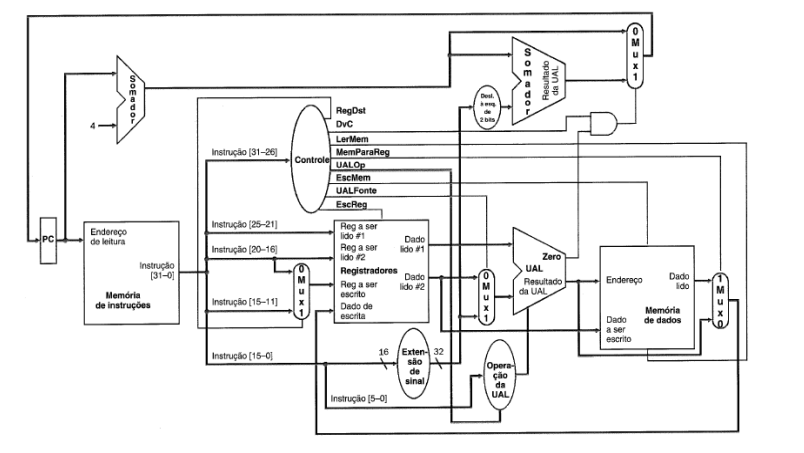 Somador
4
PC
Endereço
de leitura
Instrução
[31–0]
Memória
de instruções
Instrução [31–26]
Instrução [25–21]
Instrução [20–16]
Instrução [15–11]
Instrução [15–0]
Instrução [5–0]
0
Mux
1
Controle
RegDst
DvC
LerMem
MemParaReg
UALOp
EscMem
UALFonte
EscReg
Reg a ser
lido #1
Reg a ser
lido #2
Registradores
Reg a ser
escrito
Dado de
escrita
Dado
lido #1
Dado
lido #2
16
Exten-
são
de
sinal
32
0
Mux
1
Opera-
ção
da
UAL
Desl.
à esq.
de
2 bits
Somador
Resultado
da UAL
0
Mux
1
Zero
UAL
Resultado
da UAL
Endereço
Dado
lido
Memória
de dados
Dado
a ser
escrito
1
Mux
0